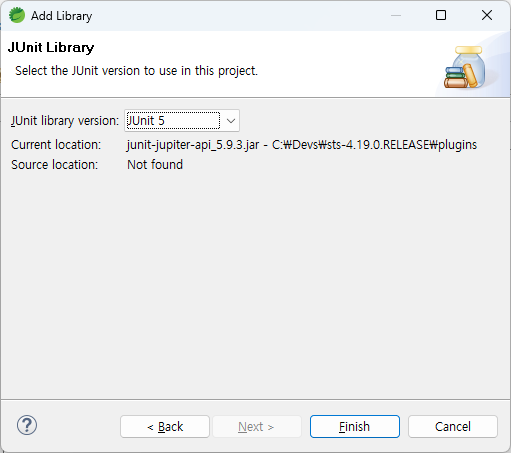 Add Library
JUnit Library
Select the JUnit version to use in this project.
JUnit library version: JUnit 5
Current location: junit-jupiter-api_5.9.3.jar - C:₩Devs₩sts-4.19.0.RELEASE₩plugins
Source location: Not found
? < Back Next > Finish Cancel